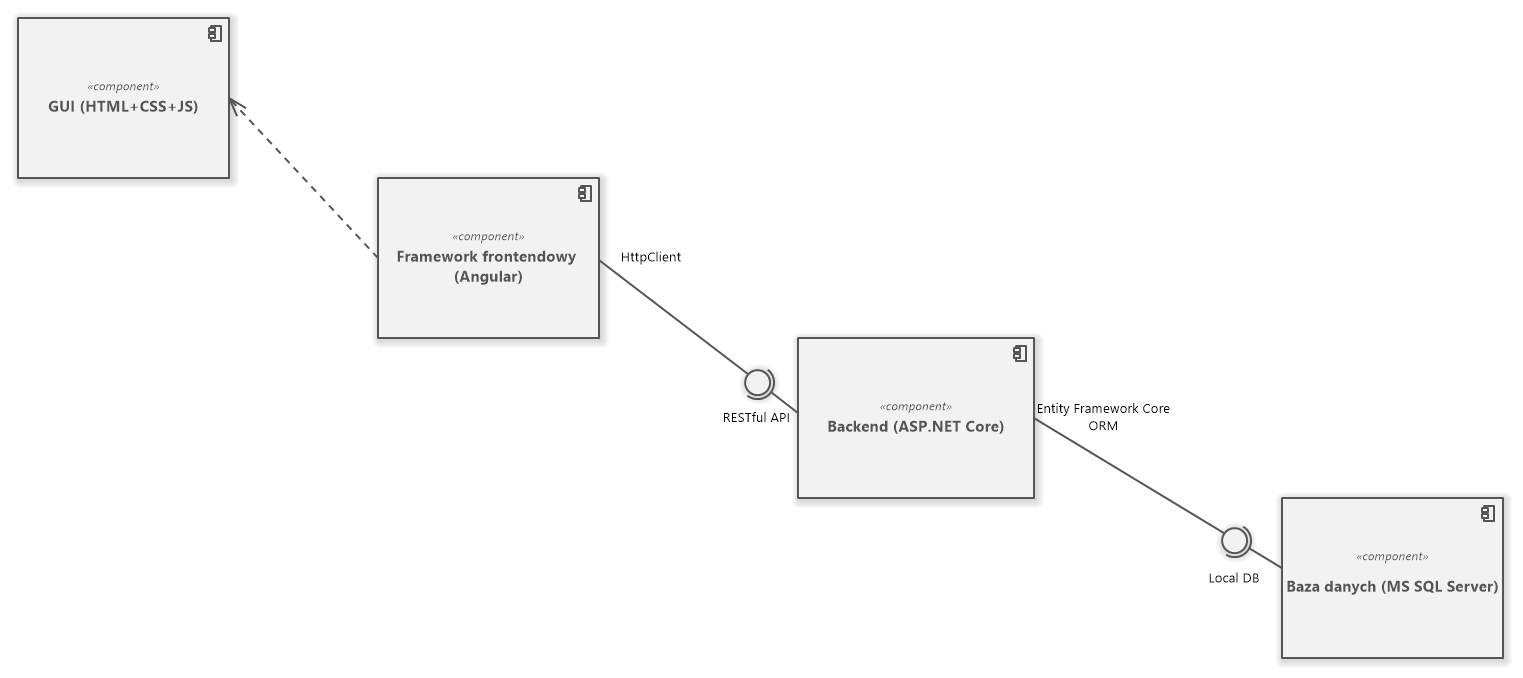 «component»
GUI (HTML+CSS+JS)
«component»
Framework frontendowy
(Angular)
HttpClient
RESTful API
«component»
Backend (ASP.NET Core)
Entity Framework Core
ORM
Local DB
«component»
Baza danych (MS SQL Server)